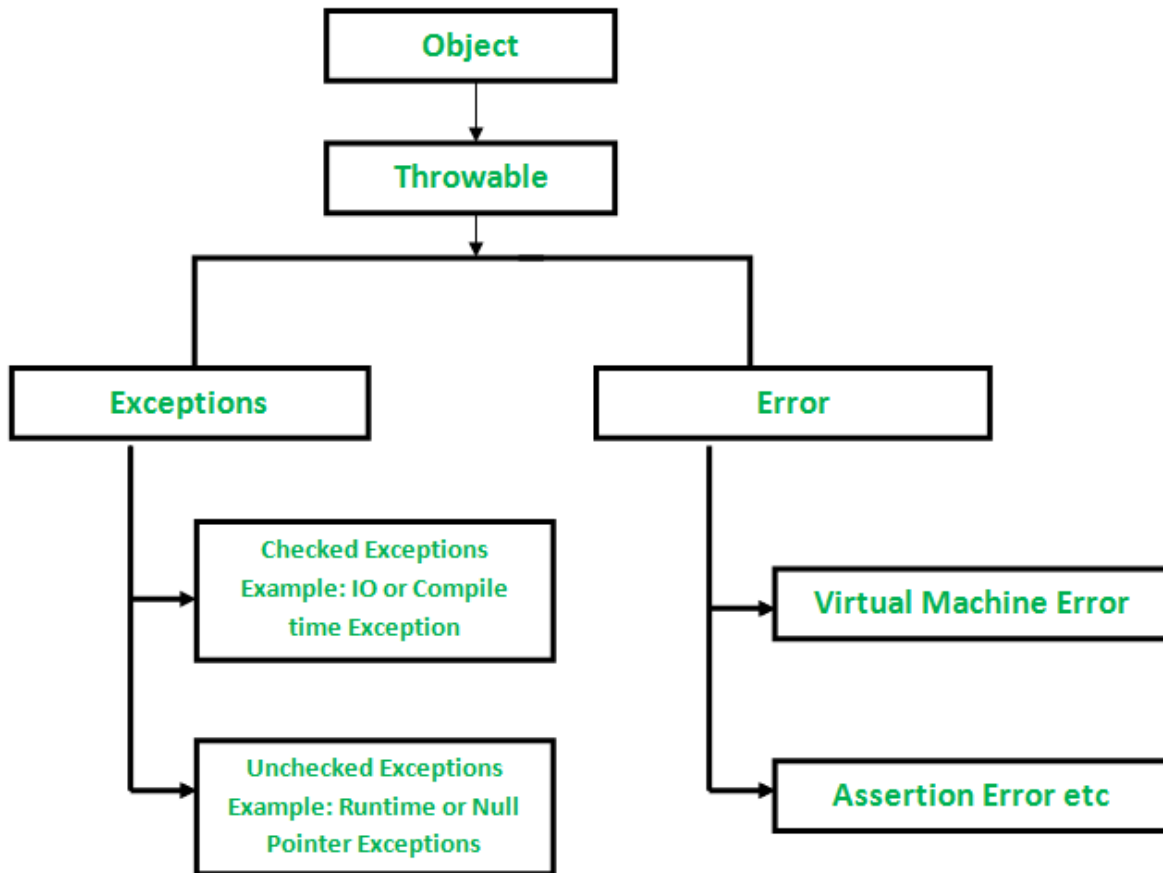 Object
Throwable
Exceptions
Error
Checked Exceptions
Example: IO or Compile
time Exception
Unchecked Exceptions
Example: Runtime or Null
Pointer Exceptions
Virtual Machine Error
Assertion Error etc